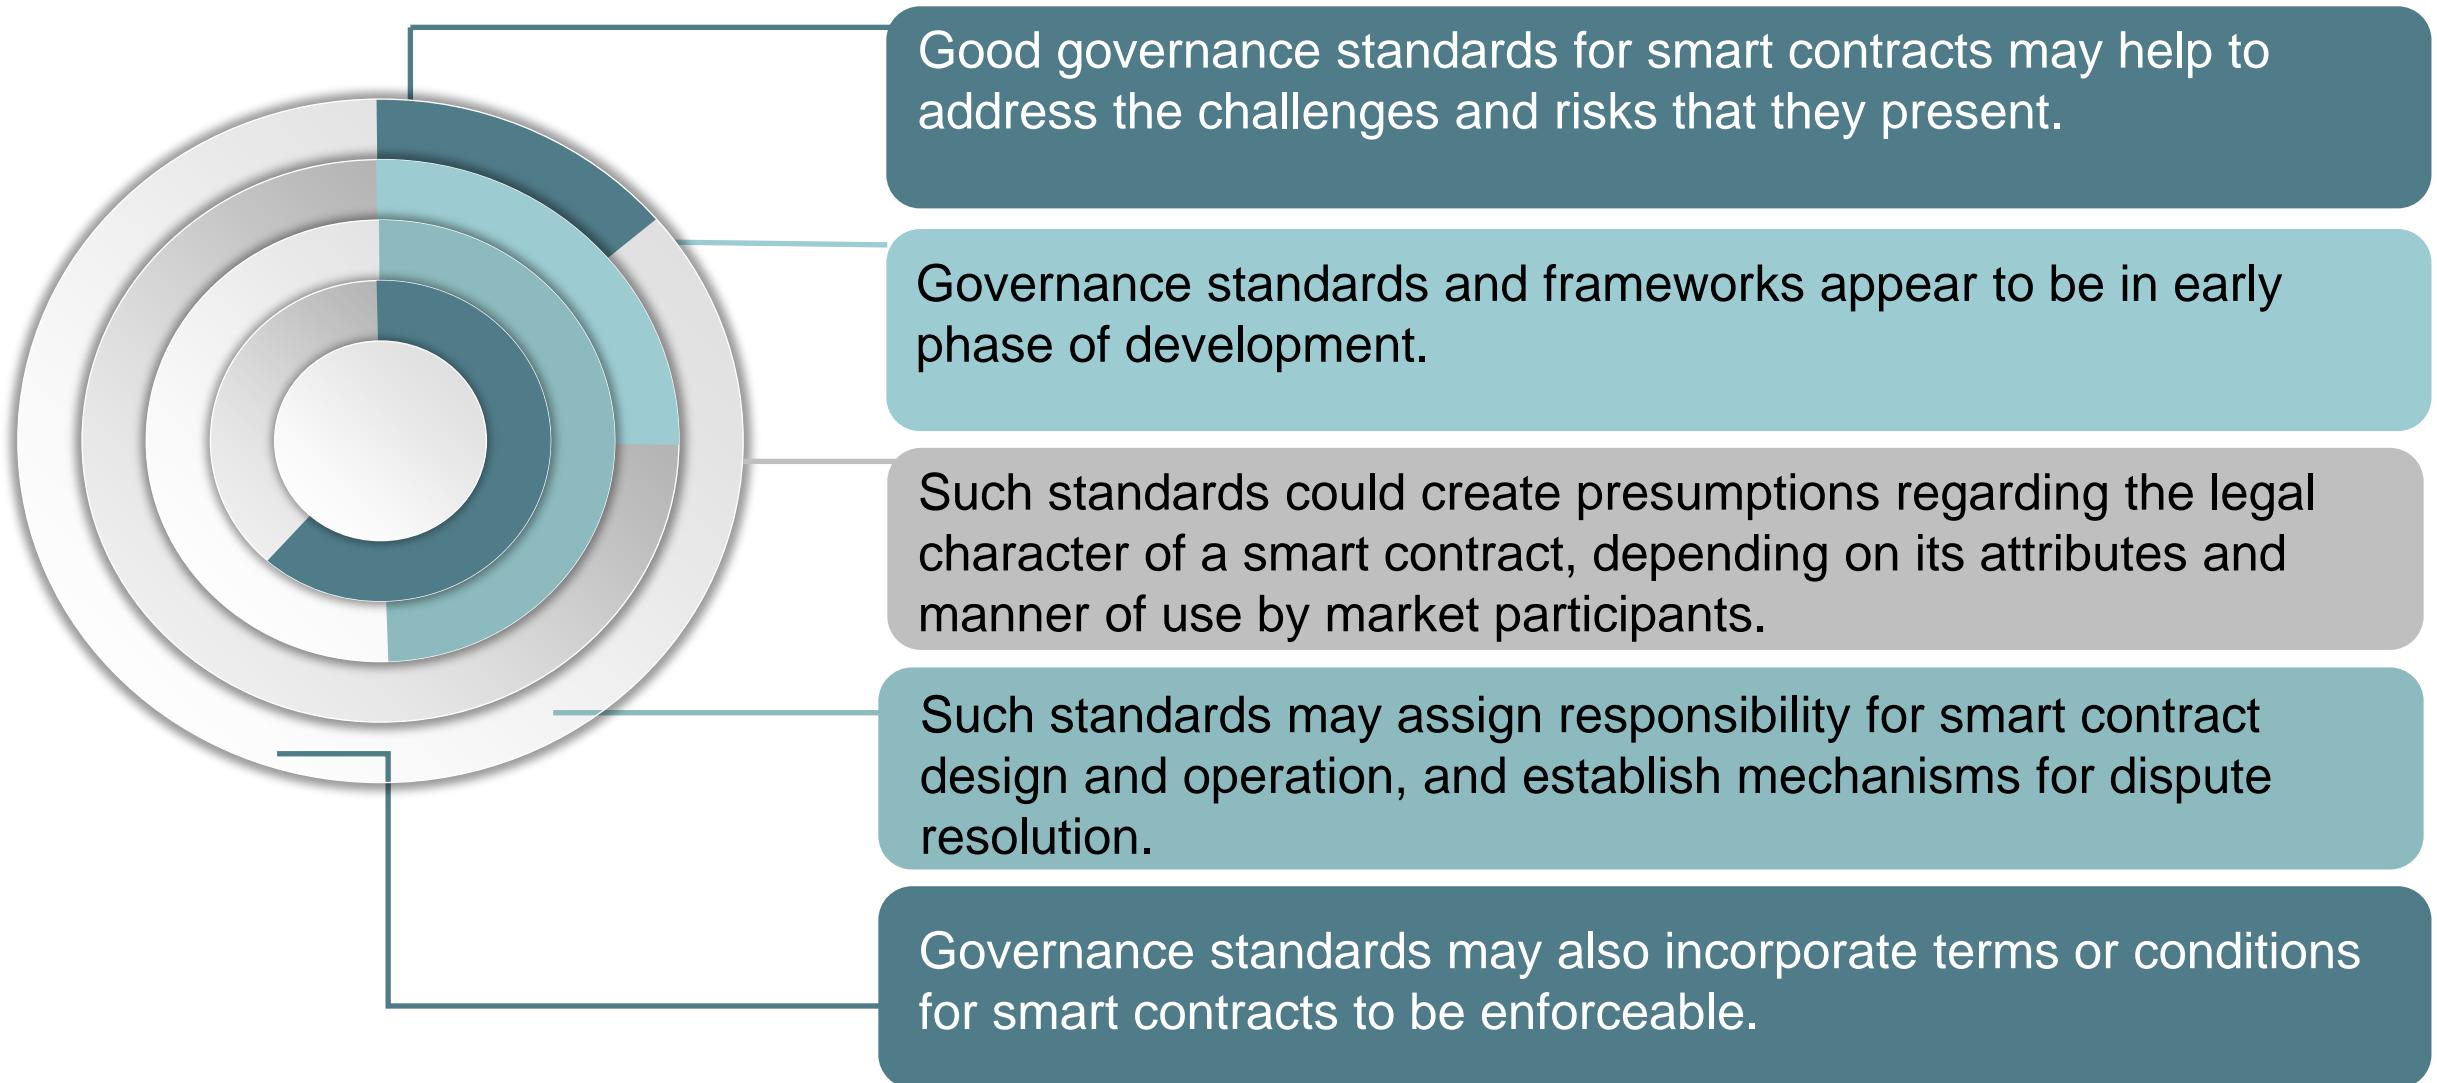 Good governance standards for smart contracts may help to
address the challenges and risks that they present.
Governance standards and frameworks appear to be in early
phase of development.
Such standards could create presumptions regarding the legal
character of a smart contract, depending on its attributes and
manner of use by market participants.
Such standards may assign responsibility for smart contract
design and operation, and establish mechanisms for dispute
resolution.
Governance standards may also incorporate terms or conditions
for smart contracts to be enforceable.